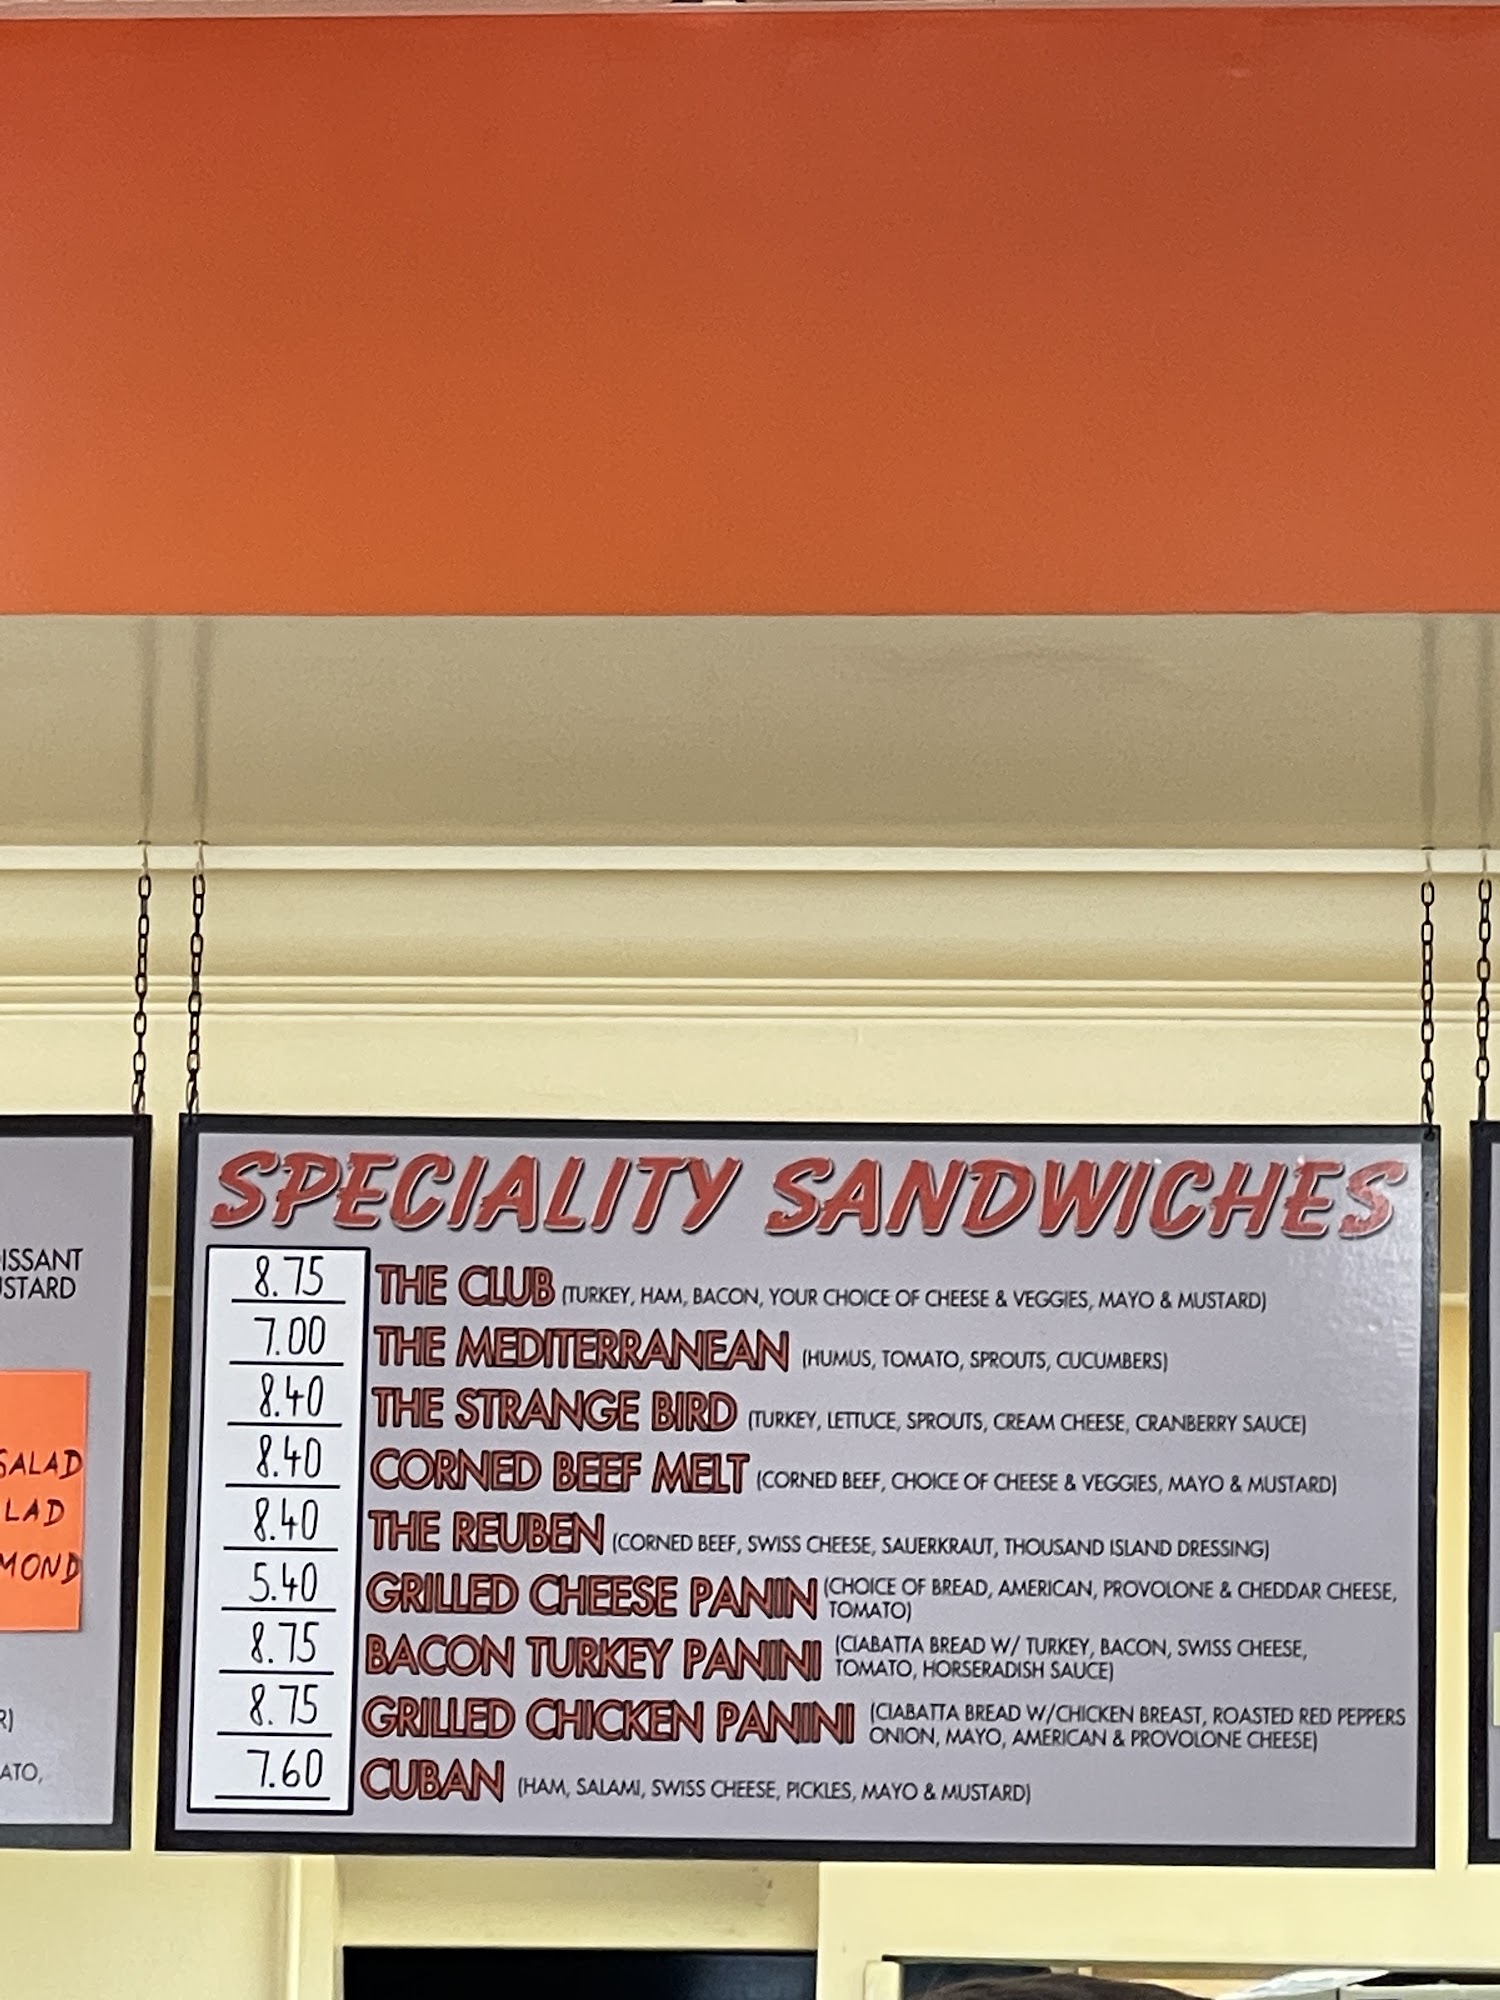 SPECIALITY SANDWICHES
8.75 THE CLUB (TURKEY, HAM, BACON, YOUR CHOICE OF CHEESE & VEGGIES, MAYO & MUSTARD)
7.00 THE MEDITERRANEAN (HUMUS, TOMATO, SPROUTS, CUCUMBERS)
8.40 THE STRANGE BIRD (TURKEY, LETTUCE, SPROUTS, CREAM CHEESE, CRANBERRY SAUCE)
8.40 CORNED BEEF MELT (CORNED BEEF, CHOICE OF CHEESE & VEGGIES, MAYO & MUSTARD)
8.40 THE REUBEN (CORNED BEEF, SWISS CHEESE, SAUERKRAUT, THOUSAND ISLAND DRESSING)
5.40 GRILLED CHEESE PANIN (CHOICE OF BREAD, AMERICAN, PROVOLONE & CHEDDAR CHEESE,
TOMATO)
8.75 BACON TURKEY PANINI (CIABATTA BREAD W/ TURKEY, BACON, SWISS CHEESE,
TOMATO, HORSERADISH SAUCE)
8.75 GRILLED CHICKEN PANINI (CIABATTA BREAD W/CHICKEN BREAST, ROASTED RED PEPPERS
ONION, MAYO, AMERICAN & PROVOLONE CHEESE)
7.60 CUBAN (HAM, SALAMI, SWISS CHEESE, PICKLES, MAYO & MUSTARD)
ISSANT
STARD
SALAD
LAD
MOND
R)
ATO,